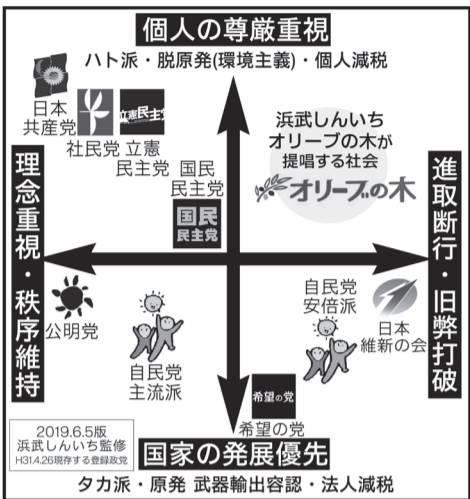 個人の尊厳重視
ハト派・脱原発(環境主義)・個人減税
日本
共産党
社民党
立憲民主党
立憲
民主党
国民
民主党
国民
民主党
浜武しんいち
オリーブの木が
提唱する社会
オリーブの木
理念重視・秩序維持
進取断行・旧弊打破
公明党
自民党
主流派
自民党
安倍派
日本
維新の会
希望の党
希望の党
2019.6.5版
浜武しんいち監修
H31.4.26現存する登録政党
国家の発展優先
タカ派・原発 武器輸出容認・法人減税